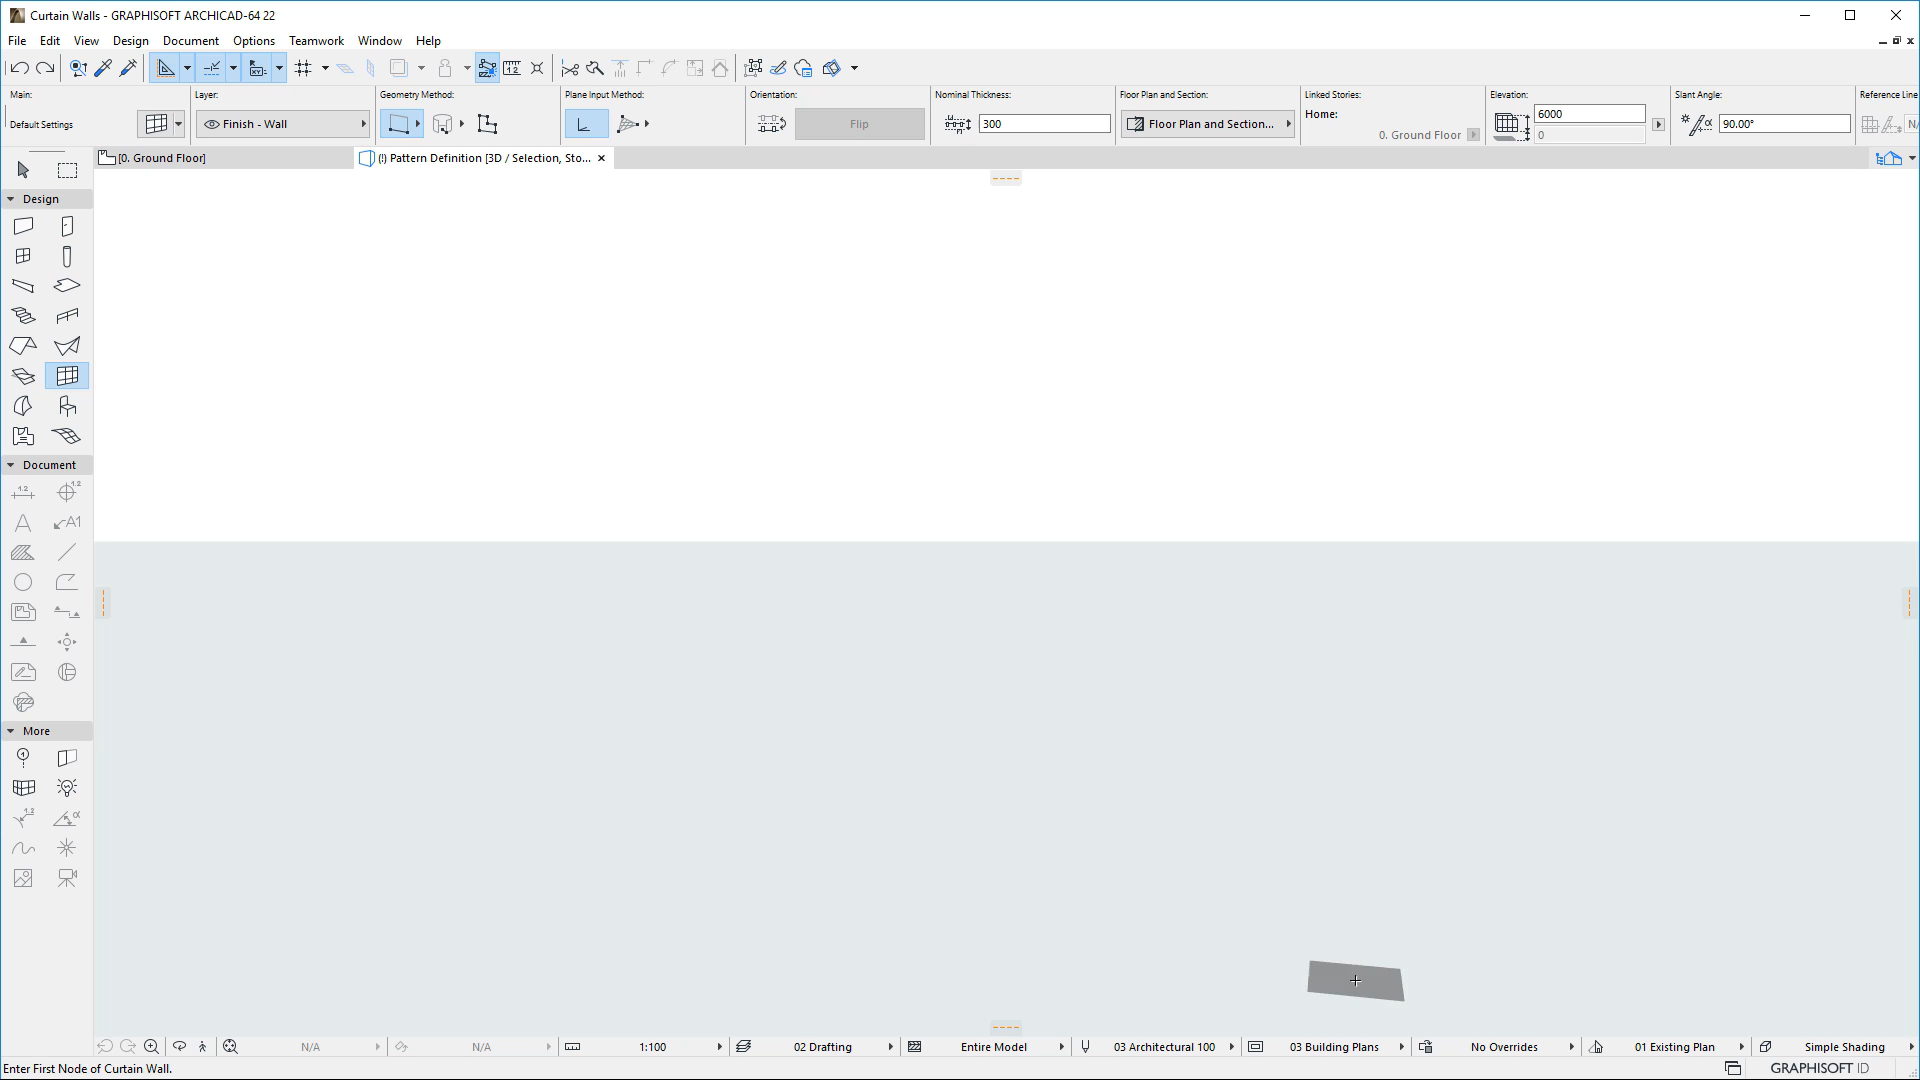 Curtain Walls - GRAPHISOFT ARCHICAD-64 22
File Edit View Design Document Options Teamwork Window Help
Main: Layer: Geometry Method: Plane Input Method: Orientation: Nominal Thickness: Floor Plan and Section: Linked Stories: Elevation: Slant Angle: Reference Line
Default Settings Finish - Wall Flip 300 Floor Plan and Section... Home: 6000 90.00°
0. Ground Floor 0
[0. Ground Floor] (!) Pattern Definition [3D / Selection, Sto...
Design
Document
More
N/A N/A 1:100 02 Drafting Entire Model 03 Architectural 100 03 Building Plans No Overrides 01 Existing Plan Simple Shading
Enter First Node of Curtain Wall. GRAPHISOFT ID